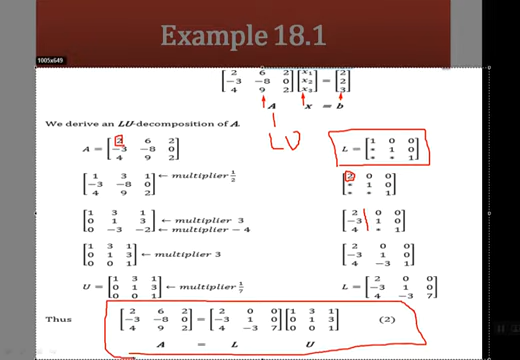 Example 18.1
1005x649
[2 6 2; -3 -8 0; 4 9 2] [x₁; x₂; x₃] = [2; 2; 3]
A x = b
We derive an LU-decomposition of A.
LU
A = [2 6 2; -3 -8 0; 4 9 2] L = [1 0 0; * 1 0; * * 1]
[1 3 1; -3 -8 0; 4 9 2] ← multiplier 1/2 [2 0 0; * 1 0; * * 1]
[1 3 1; 0 1 3; 0 -3 -2] ← multiplier 3 ← multiplier -4 [2 0 0; -3 1 0; 4 * 1]
[1 3 1; 0 1 3; 0 0 1] ← multiplier 3 [2 0 0; -3 1 0; 4 -3 1]
U = [1 3 1; 0 1 3; 0 0 1] ← multiplier 1/7 L = [2 0 0; -3 1 0; 4 -3 7]
Thus [2 6 2; -3 -8 0; 4 9 2] = [2 0 0; -3 1 0; 4 -3 7] [1 3 1; 0 1 3; 0 0 1] (2)
A = L U